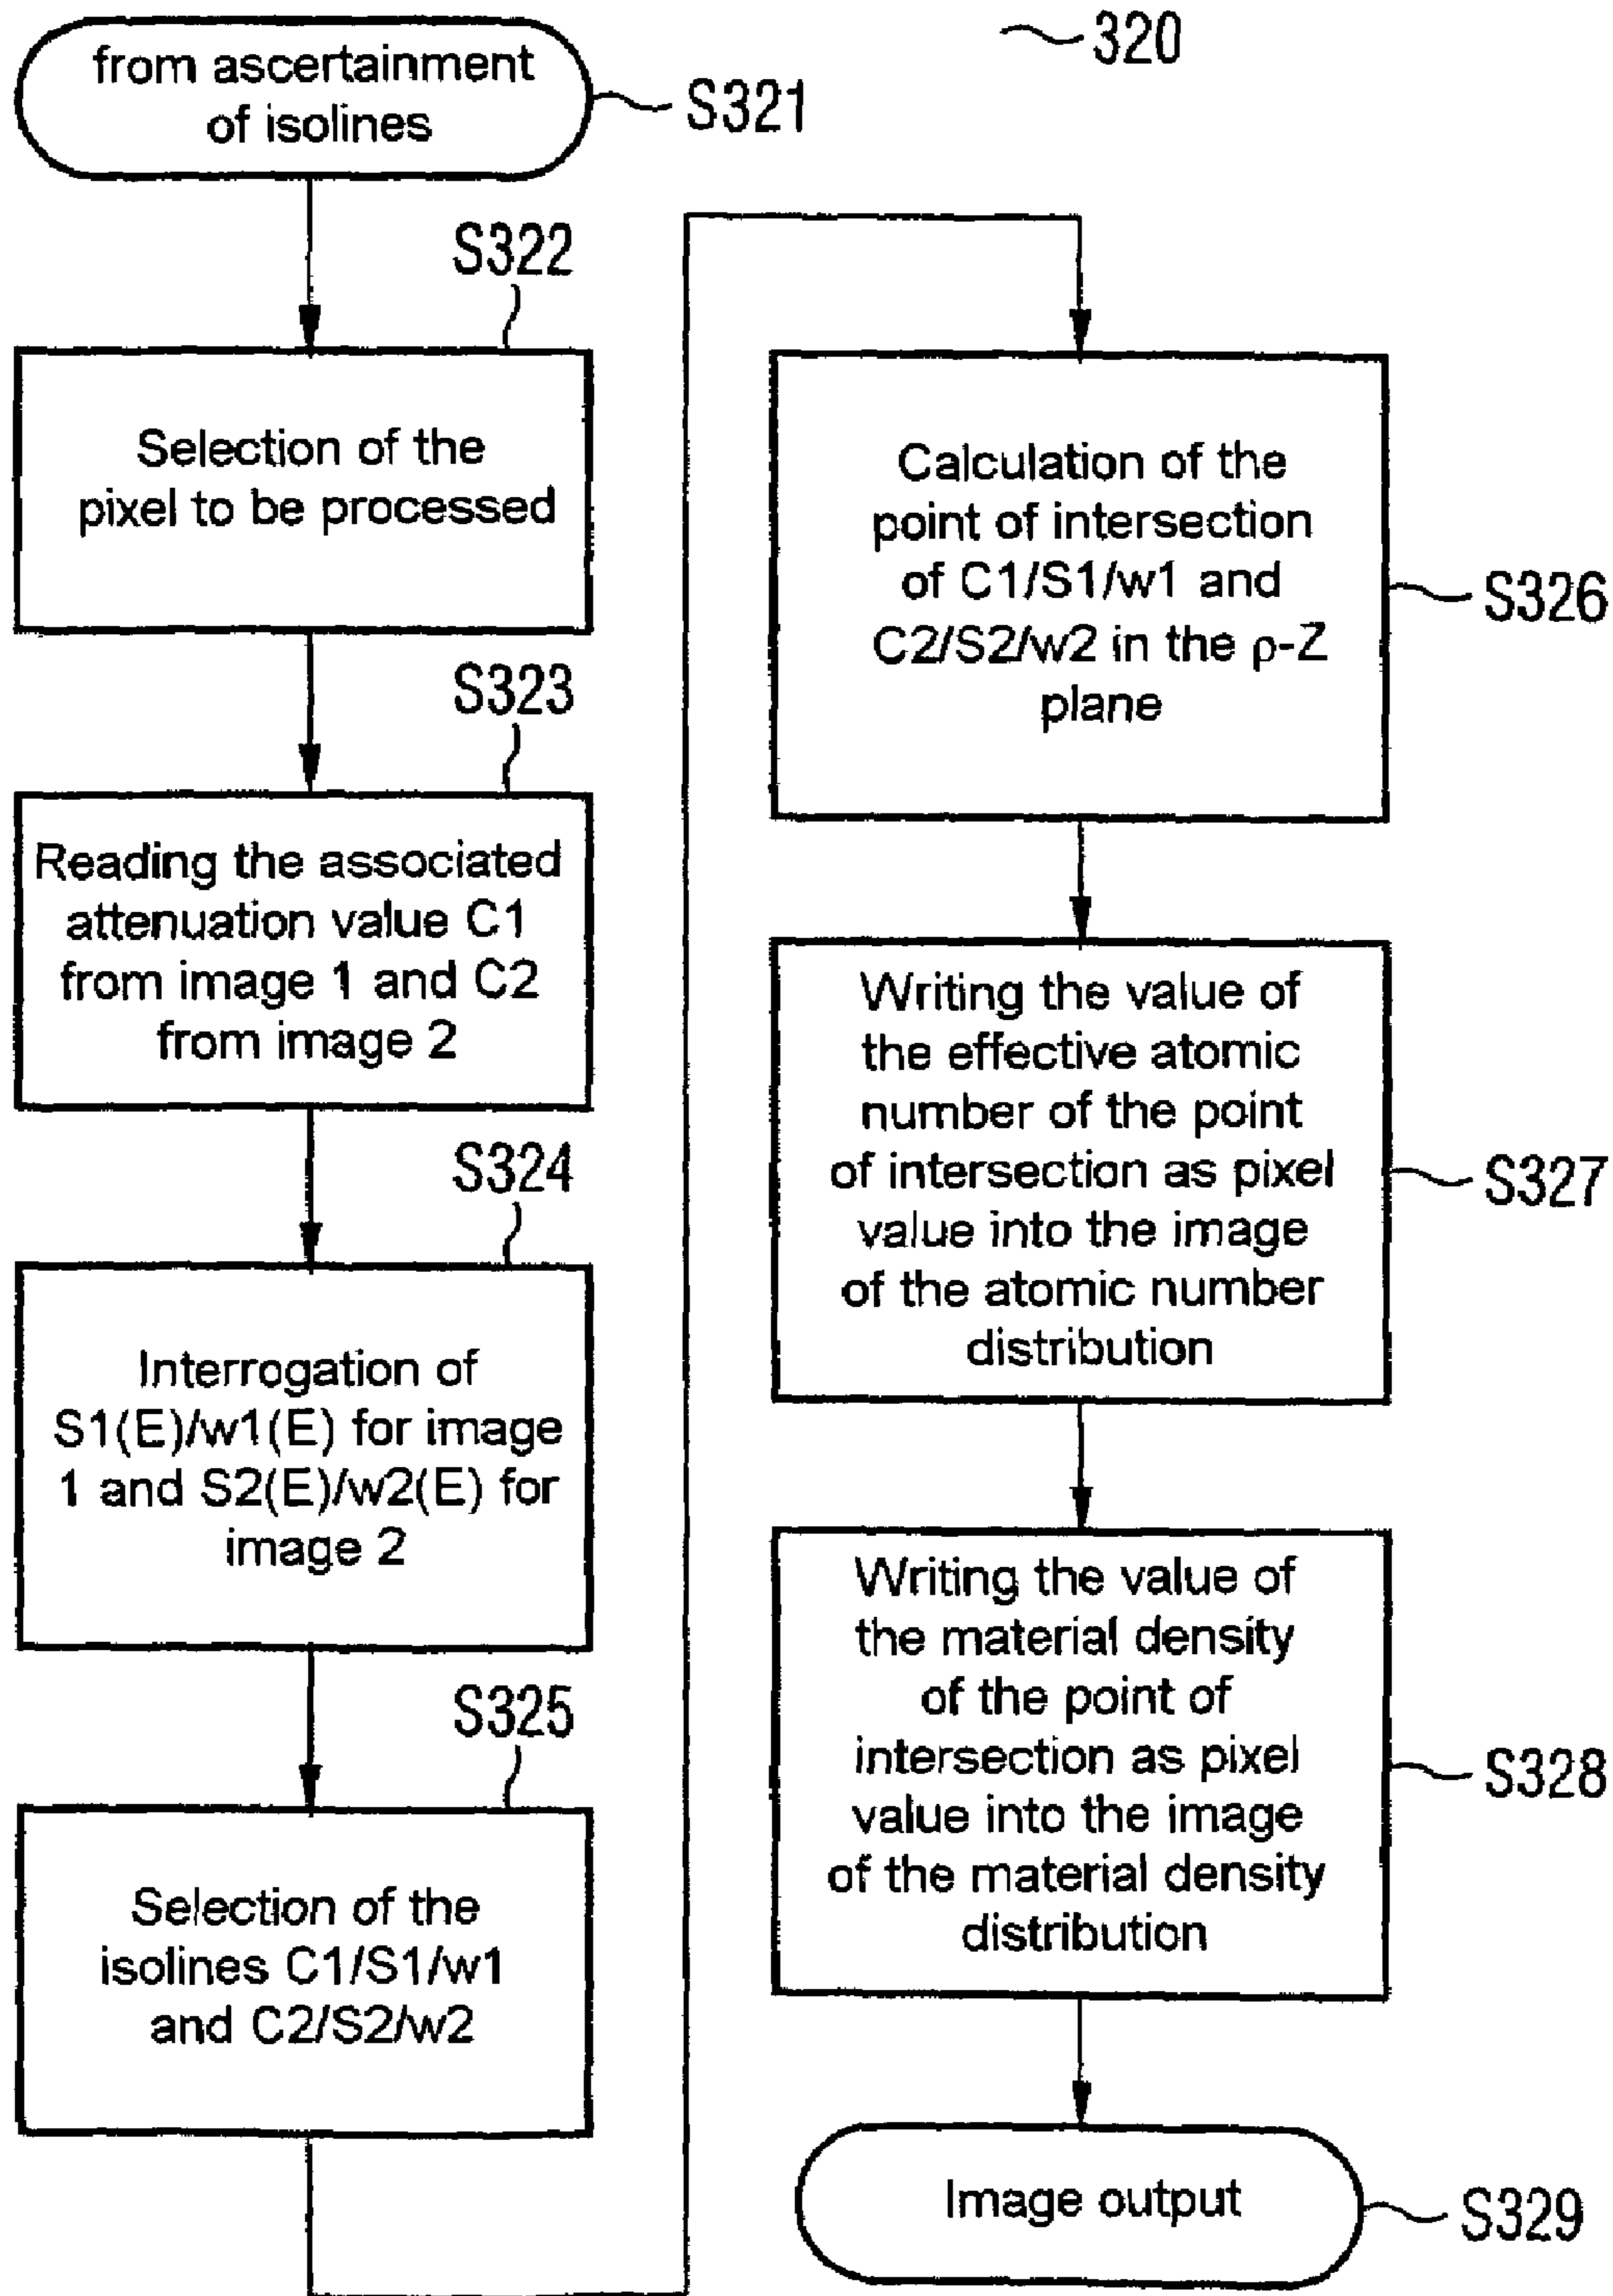 320
from ascertainment
of isolines
S321
S322
Selection of the
pixel to be processed
S323
Reading the associated
attenuation value C1
from image 1 and C2
from image 2
S324
Interrogation of
S1(E)/w1(E) for image
1 and S2(E)/w2(E) for
image 2
S325
Selection of the
isolines C1/S1/w1
and C2/S2/w2
Calculation of the
point of intersection
of C1/S1/w1 and
C2/S2/w2 in the ρ-Z
plane
S326
Writing the value of
the effective atomic
number of the point
of intersection as pixel
value into the image
of the atomic number
distribution
S327
Writing the value of
the material density
of the point of
intersection as pixel
value into the image
of the material density
distribution
S328
Image output
S329